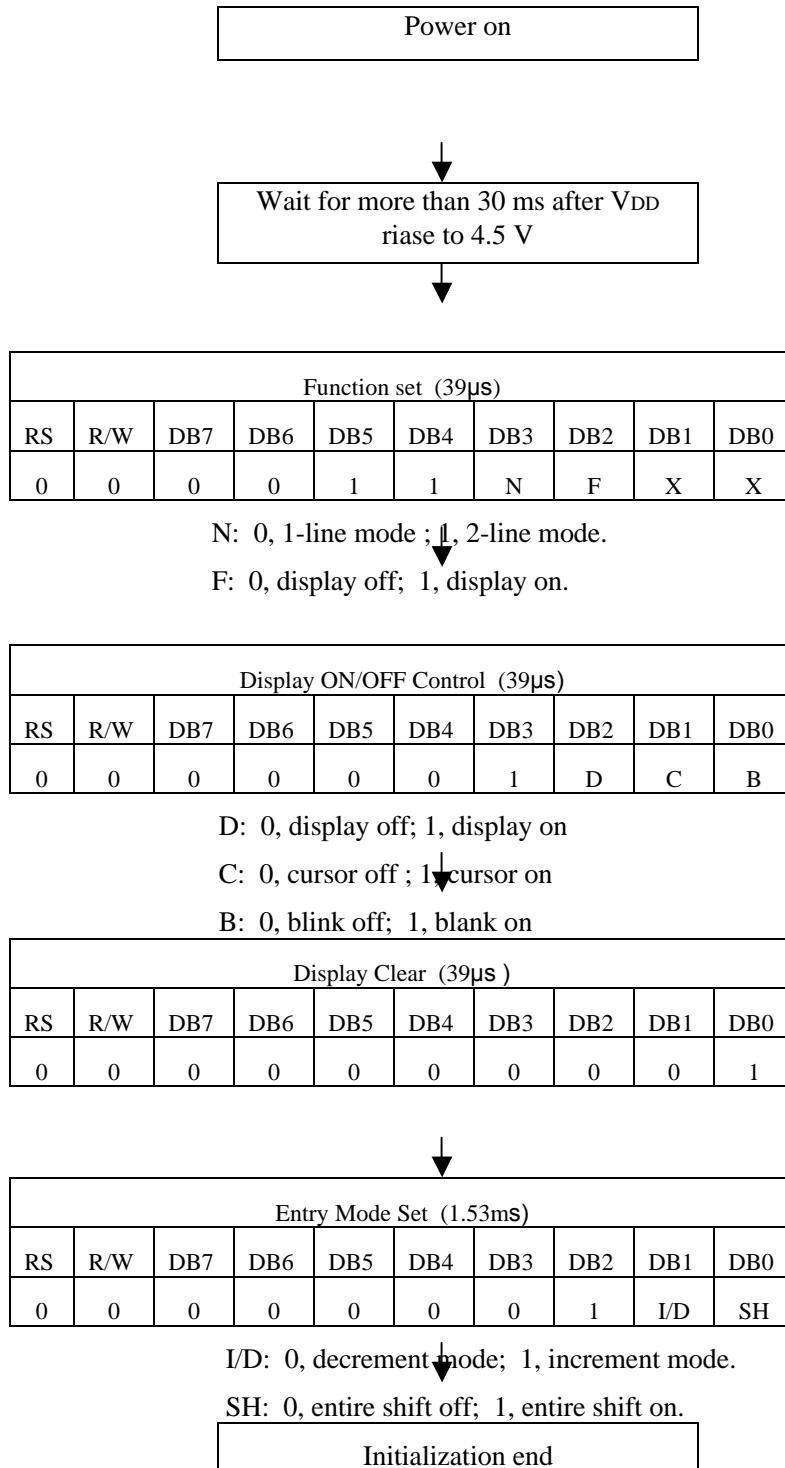 Power on
Wait for more than 30 ms after VDD
riase to 4.5 V
Function set (39µs)
RS R/W DB7 DB6 DB5 DB4 DB3 DB2 DB1 DB0
0 0 0 0 1 1 N F X X
N: 0, 1-line mode ; 1, 2-line mode.
F: 0, display off; 1, display on.
Display ON/OFF Control (39µs)
RS R/W DB7 DB6 DB5 DB4 DB3 DB2 DB1 DB0
0 0 0 0 0 0 1 D C B
D: 0, display off; 1, display on
C: 0, cursor off ; 1, cursor on
B: 0, blink off; 1, blank on
Display Clear (39µs )
RS R/W DB7 DB6 DB5 DB4 DB3 DB2 DB1 DB0
0 0 0 0 0 0 0 0 0 1
Entry Mode Set (1.53ms)
RS R/W DB7 DB6 DB5 DB4 DB3 DB2 DB1 DB0
0 0 0 0 0 0 0 1 I/D SH
I/D: 0, decrement mode; 1, increment mode.
SH: 0, entire shift off; 1, entire shift on.
Initialization end